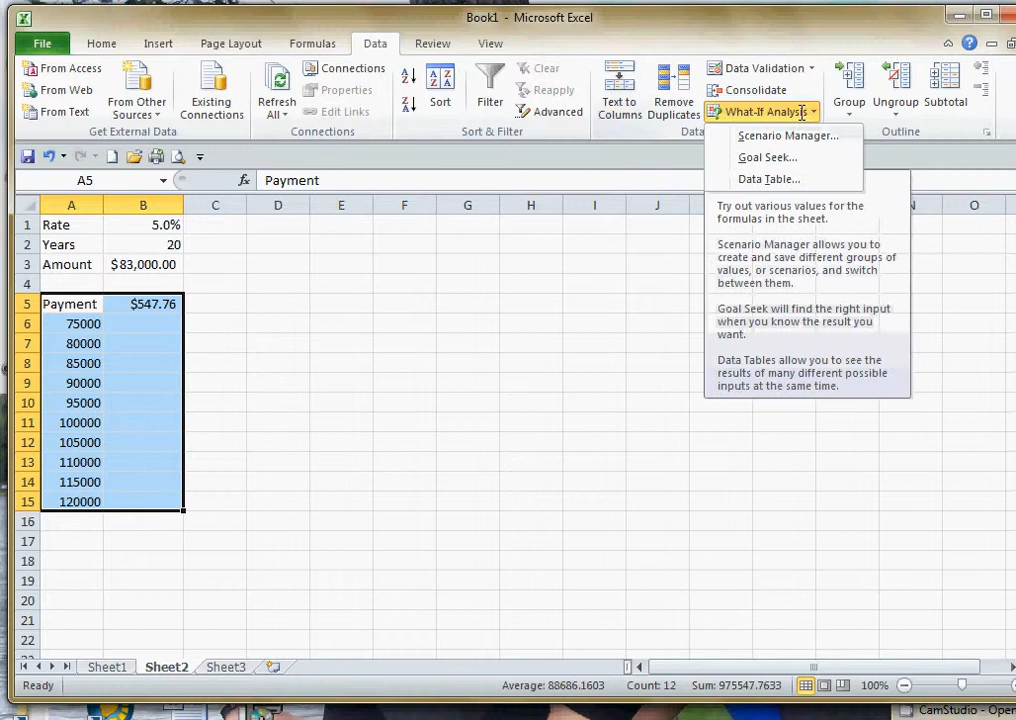 Book1 - Microsoft Excel
File Home Insert Page Layout Formulas Data Review View
From Access
From Web
From Text
From Other
Sources
Existing
Connections
Get External Data
Refresh
All
Connections
Properties
Edit Links
Connections
Sort
Filter
Clear
Reapply
Advanced
Sort & Filter
Text to
Columns
Remove
Duplicates
Data Validation
Consolidate
What-If Analysis
Data
Group
Ungroup
Subtotal
Outline
Scenario Manager...
Goal Seek...
Data Table...
Try out various values for the
formulas in the sheet.
Scenario Manager allows you to
create and save different groups of
values, or scenarios, and switch
between them.
Goal Seek will find the right input
when you know the result you
want.
Data Tables allow you to see the
results of many different possible
inputs at the same time.
A5 fx Payment
A B C D E F G H I J N O
1 Rate 5.0%
2 Years 20
3 Amount $83,000.00
4
5 Payment $547.76
6 75000
7 80000
8 85000
9 90000
10 95000
11 100000
12 105000
13 110000
14 115000
15 120000
16
17
18
19
20
21
22
Sheet1 Sheet2 Sheet3
Ready Average: 88686.1603 Count: 12 Sum: 975547.7633 100%
CamStudio - Open